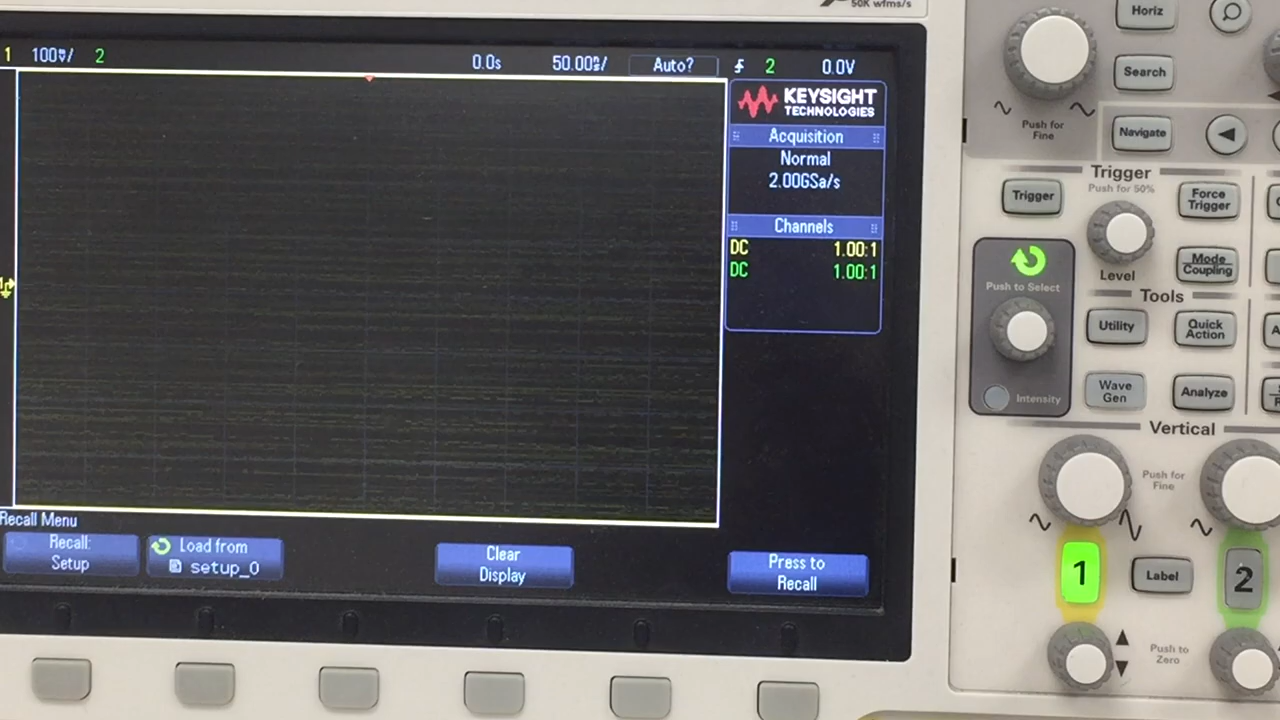 50K wfms/s
1 100mV/ 2 0.0s 50.00ms/ Auto? 2 0.0V
KEYSIGHT
TECHNOLOGIES
Acquisition
Normal
2.00GSa/s
Channels
DC 1.00:1
DC 1.00:1
Recall Menu
Recall:
Setup
Load from
setup_0
Clear
Display
Press to
Recall
Horiz
Search
Navigate
Push for
Fine
Trigger
Push for 50%
Trigger
Force
Trigger
Level
Mode
Coupling
Push to Select
Intensity
Tools
Utility
Quick
Action
Wave
Gen
Analyze
Vertical
Push for
Fine
1
Label
2
Push to
Zero